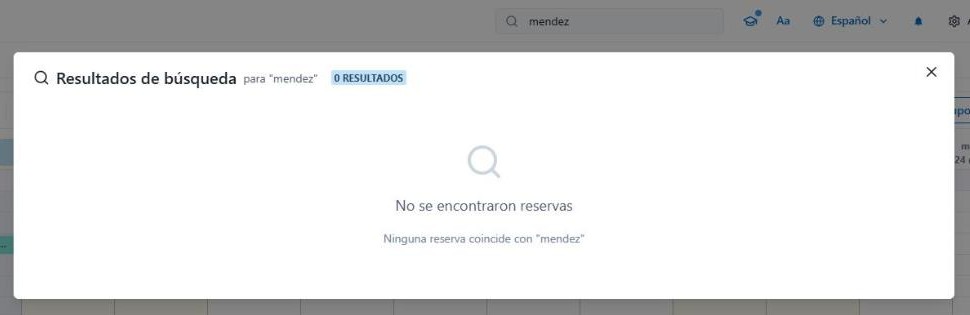 mendez
Aa
Español
Resultados de búsqueda para "mendez" 0 RESULTADOS
No se encontraron reservas
Ninguna reserva coincide con "mendez"
24